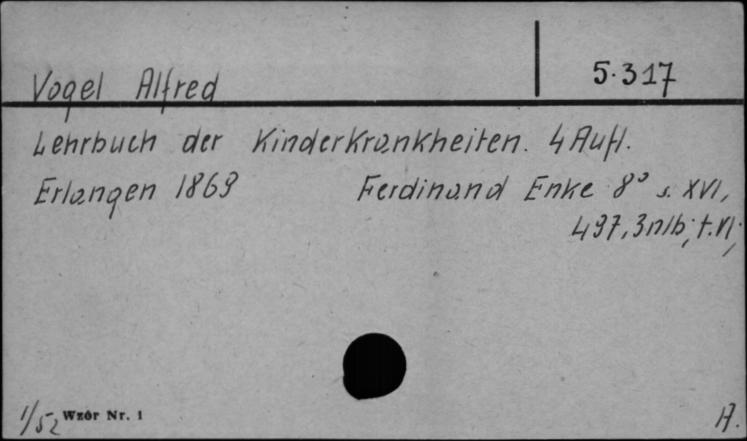 5.317
Vogel Alfred
Lehrbuch der Kinderkrankheiten. 4 Aufl.
Erlangen 1869 Ferdinand Enke 8° s. XVI,
497, 3nlb; t. VI;
1/52 Wzór Nr. 1
A.